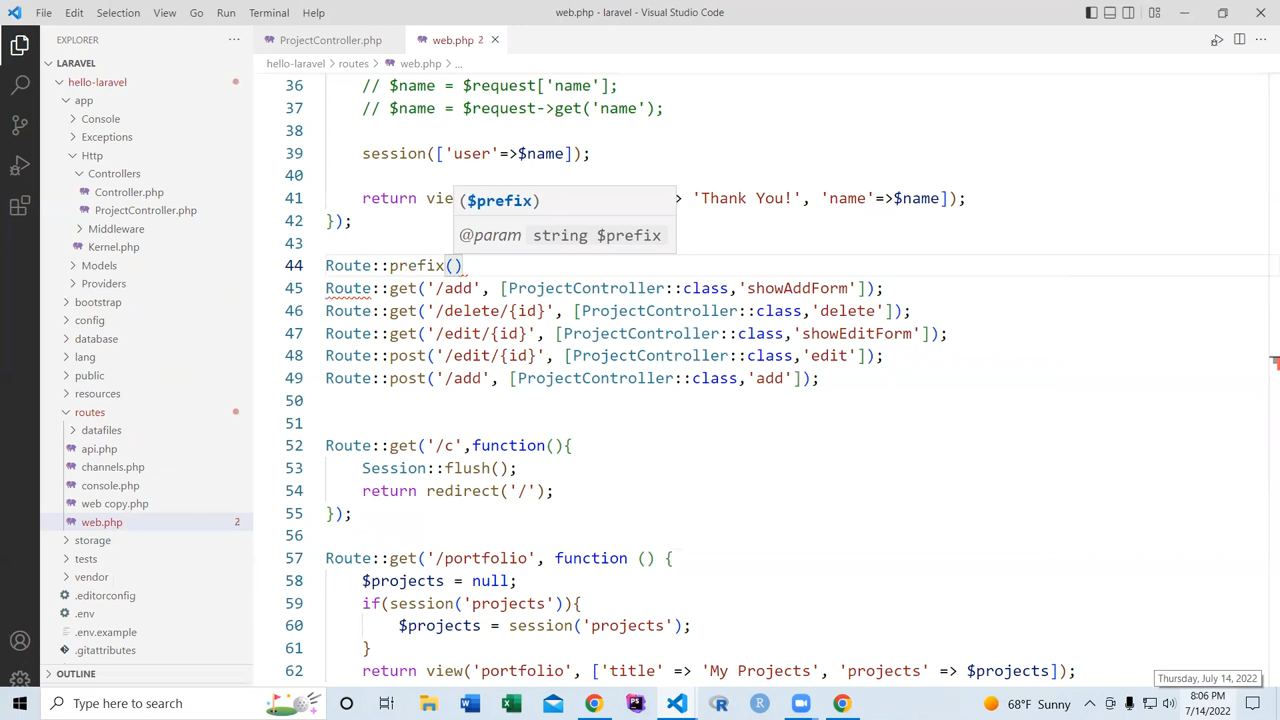 File Edit Selection View Go Run Terminal Help
web.php - laravel - Visual Studio Code
EXPLORER
LARAVEL
hello-laravel
app
Console
Exceptions
Http
Controllers
Controller.php
ProjectController.php
Middleware
Kernel.php
Models
Providers
bootstrap
config
database
lang
public
resources
routes
datafiles
api.php
channels.php
console.php
web copy.php
web.php 2
storage
tests
vendor
.editorconfig
.env
.env.example
.gitattributes
OUTLINE
ProjectController.php
web.php 2
hello-laravel > routes > web.php > ...
36 // $name = $request['name'];
37 // $name = $request->get('name');
38
39 session(['user'=>$name]);
40
41 return vie > 'Thank You!', 'name'=>$name]);
($prefix)
@param string $prefix
42 });
43
44 Route::prefix()
45 Route::get('/add', [ProjectController::class,'showAddForm']);
46 Route::get('/delete/{id}', [ProjectController::class,'delete']);
47 Route::get('/edit/{id}', [ProjectController::class,'showEditForm']);
48 Route::post('/edit/{id}', [ProjectController::class,'edit']);
49 Route::post('/add', [ProjectController::class,'add']);
50
51
52 Route::get('/c',function(){
53 Session::flush();
54 return redirect('/');
55 });
56
57 Route::get('/portfolio', function () {
58 $projects = null;
59 if(session('projects')){
60 $projects = session('projects');
61 }
62 return view('portfolio', ['title' => 'My Projects', 'projects' => $projects]);
Thursday, July 14, 2022
Type here to search
68°F Sunny
8:06 PM
7/14/2022